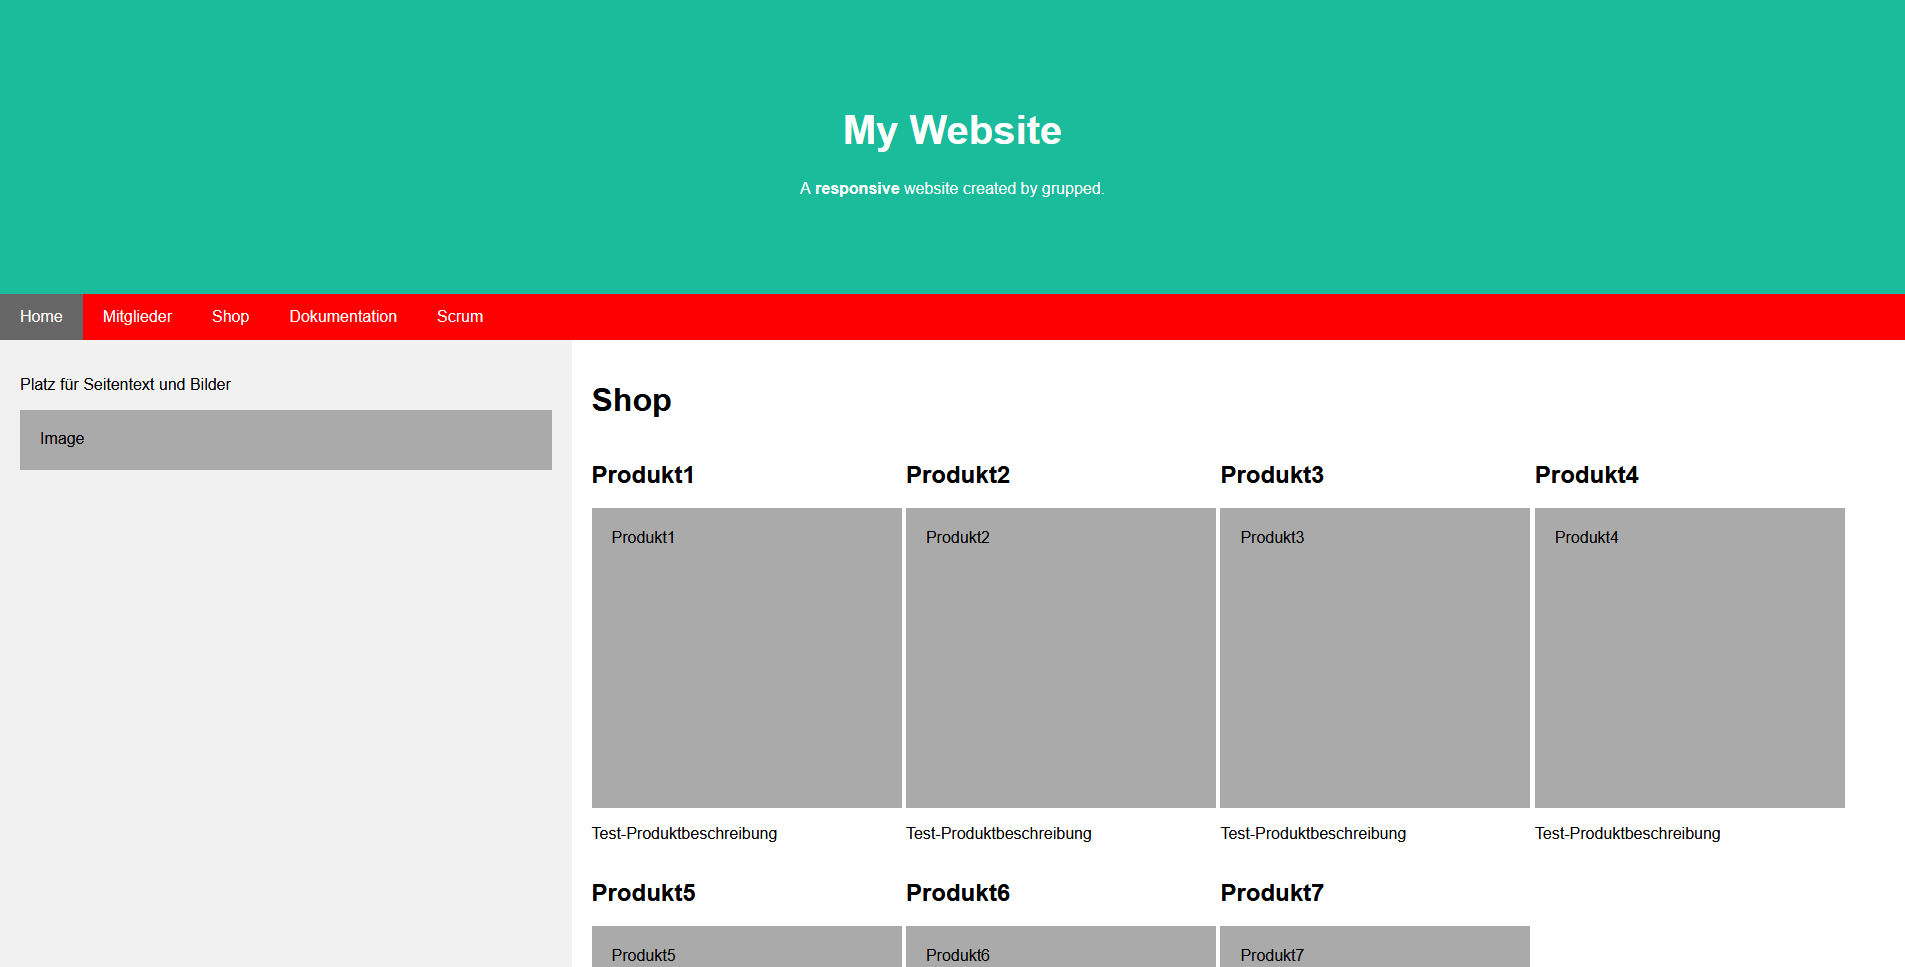 My Website
A responsive website created by grupped.
Home Mitglieder Shop Dokumentation Scrum
Platz für Seitentext und Bilder
Image
Shop
Produkt1 Produkt2 Produkt3 Produkt4
Produkt1 Produkt2 Produkt3 Produkt4
Test-Produktbeschreibung Test-Produktbeschreibung Test-Produktbeschreibung Test-Produktbeschreibung
Produkt5 Produkt6 Produkt7
Produkt5 Produkt6 Produkt7